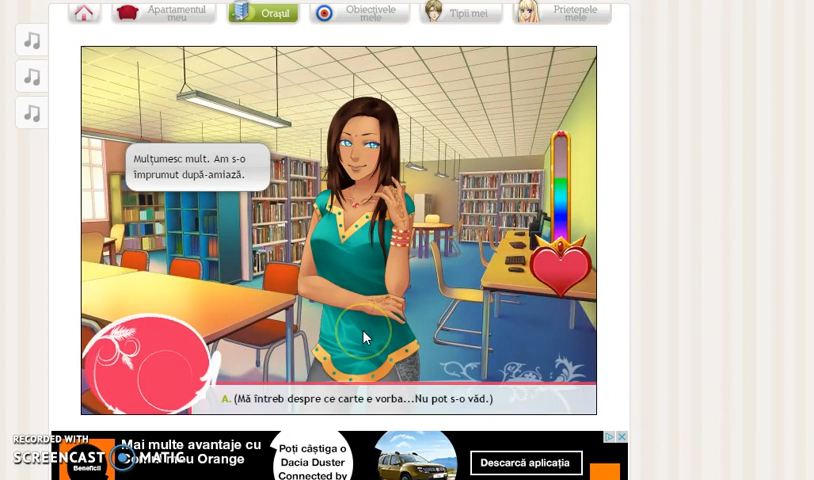 Apartamentul
meu
Orașul
Obiectivele
mele
Tipii mei
Prietenele
mele
Mulțumesc mult. Am s-o
împrumut după-amiază.
A. (Mă întreb despre ce carte e vorba...Nu pot s-o văd.)
RECORDED WITH
SCREENCAST MATIC
Mai multe avantaje cu
meu Orange
Beneficii
Poți câștiga o
Dacia Duster
Connected by
Descarcă aplicația